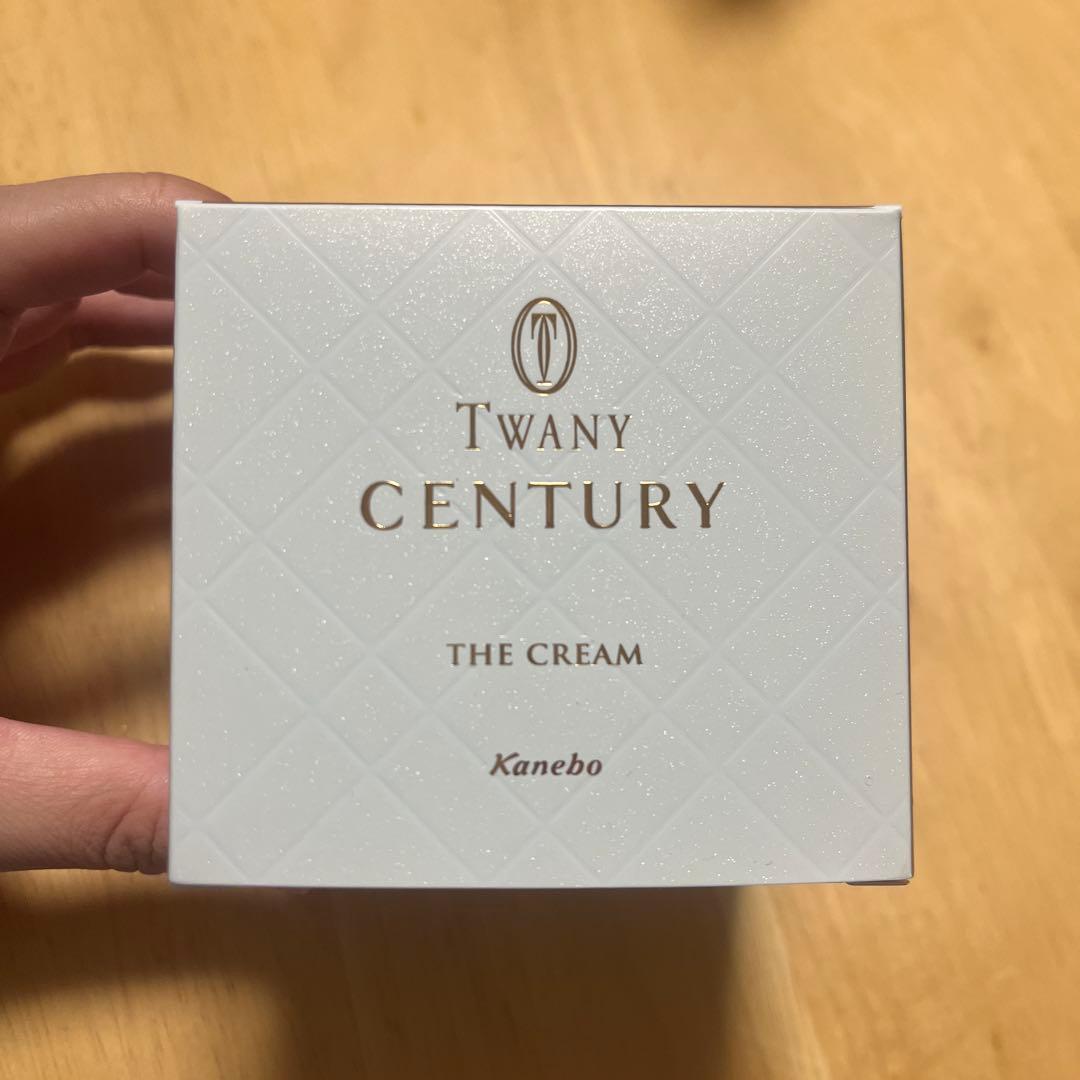 T
TWANY
CENTURY
THE CREAM
Kanebo